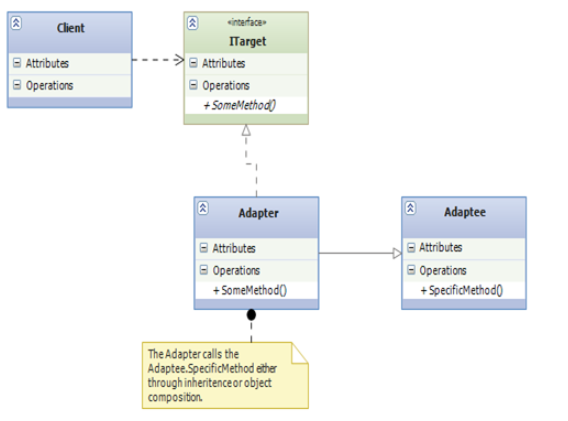 Client
Attributes
Operations
«interface»
ITarget
Attributes
Operations
+ SomeMethod()
Adapter
Attributes
Operations
+ SomeMethod()
Adaptee
Attributes
Operations
+ SpecificMethod()
The Adapter calls the
Adaptee.SpecificMethod either
through inheritence or object
composition.